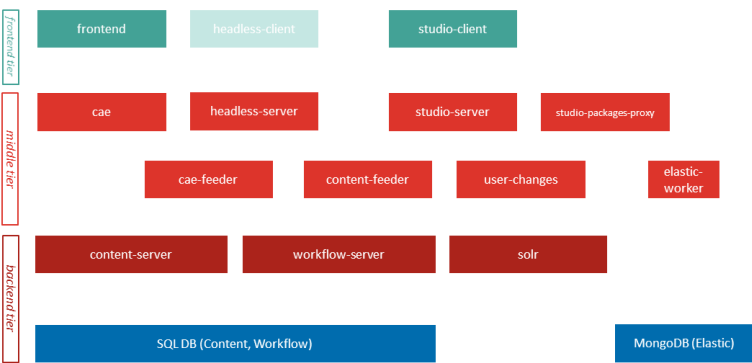 frontend tier
frontend
headless-client
studio-client
middle tier
cae
headless-server
studio-server
studio-packages-proxy
cae-feeder
content-feeder
user-changes
elastic-
worker
backend tier
content-server
workflow-server
solr
SQL DB (Content, Workflow)
MongoDB (Elastic)